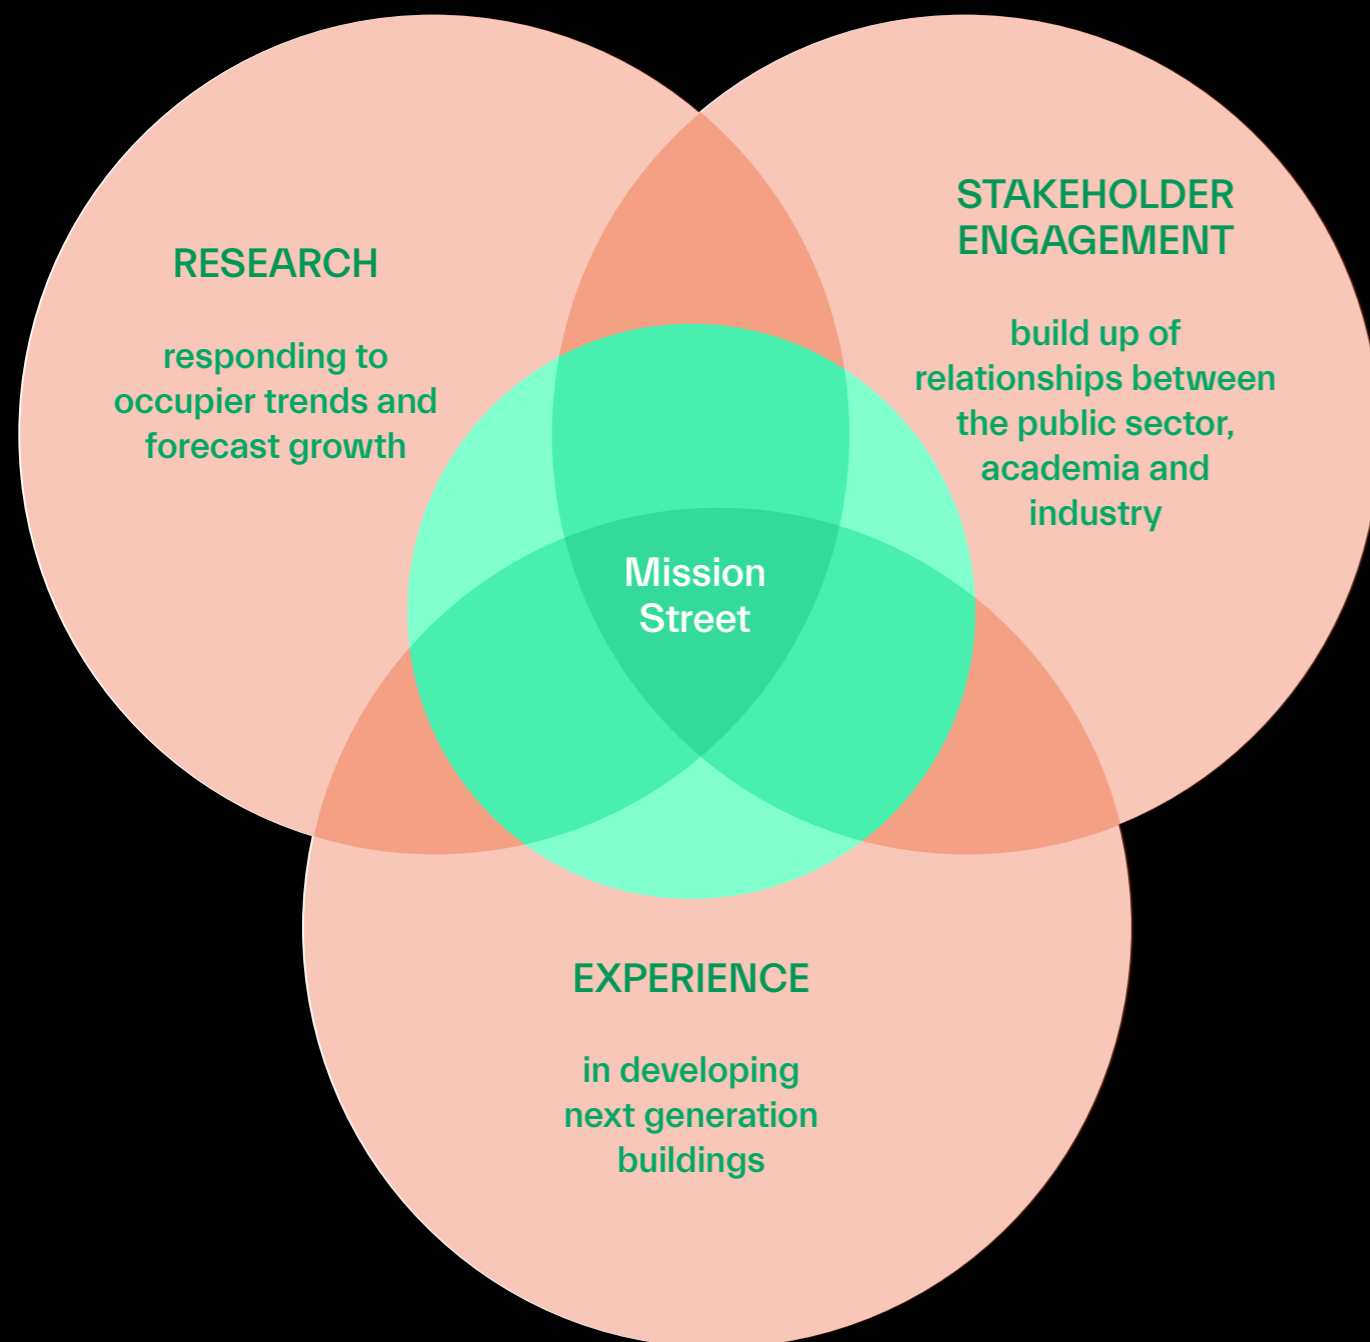 RESEARCH
responding to
occupier trends and
forecast growth
STAKEHOLDER
ENGAGEMENT
build up of
relationships between
the public sector,
academia and
industry
Mission
Street
EXPERIENCE
in developing
next generation
buildings